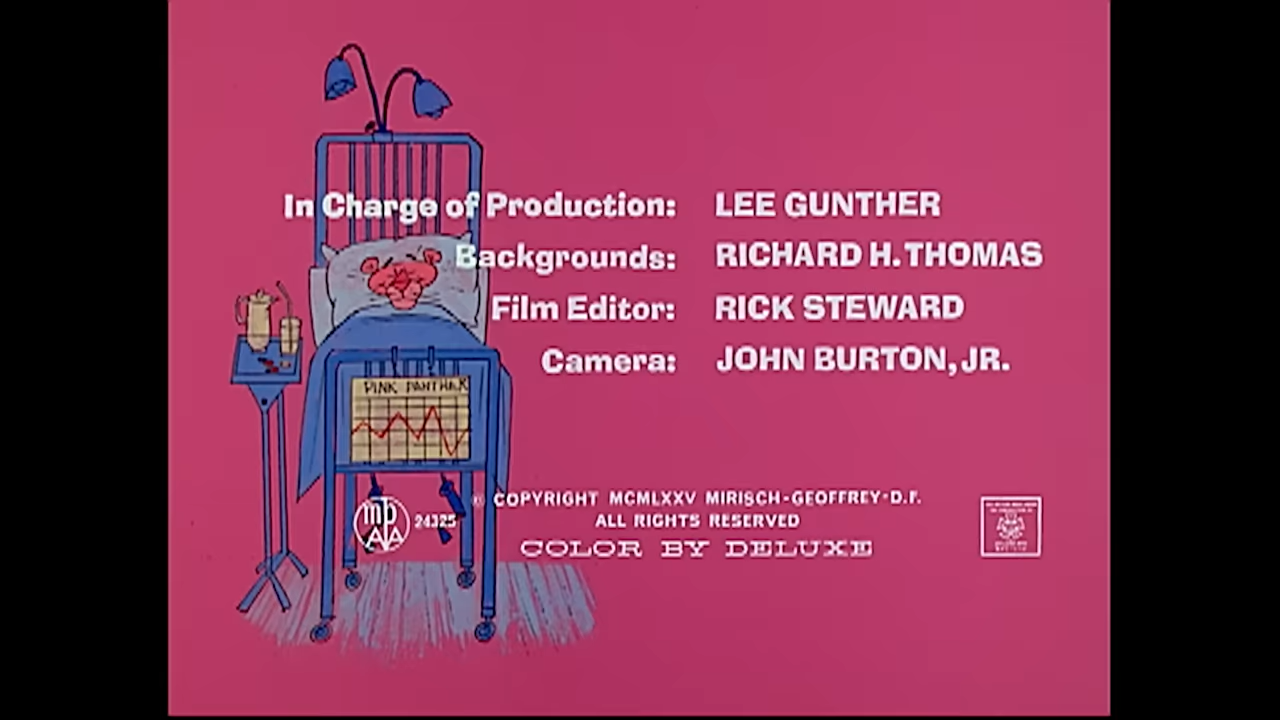 In Charge of Production: LEE GUNTHER
Backgrounds: RICHARD H. THOMAS
Film Editor: RICK STEWARD
Camera: JOHN BURTON, JR.
PINK PANTHER
© COPYRIGHT MCMLXXV MIRISCH-GEOFFREY-D.F.
MPAA 24325
ALL RIGHTS RESERVED
COLOR BY DELUXE